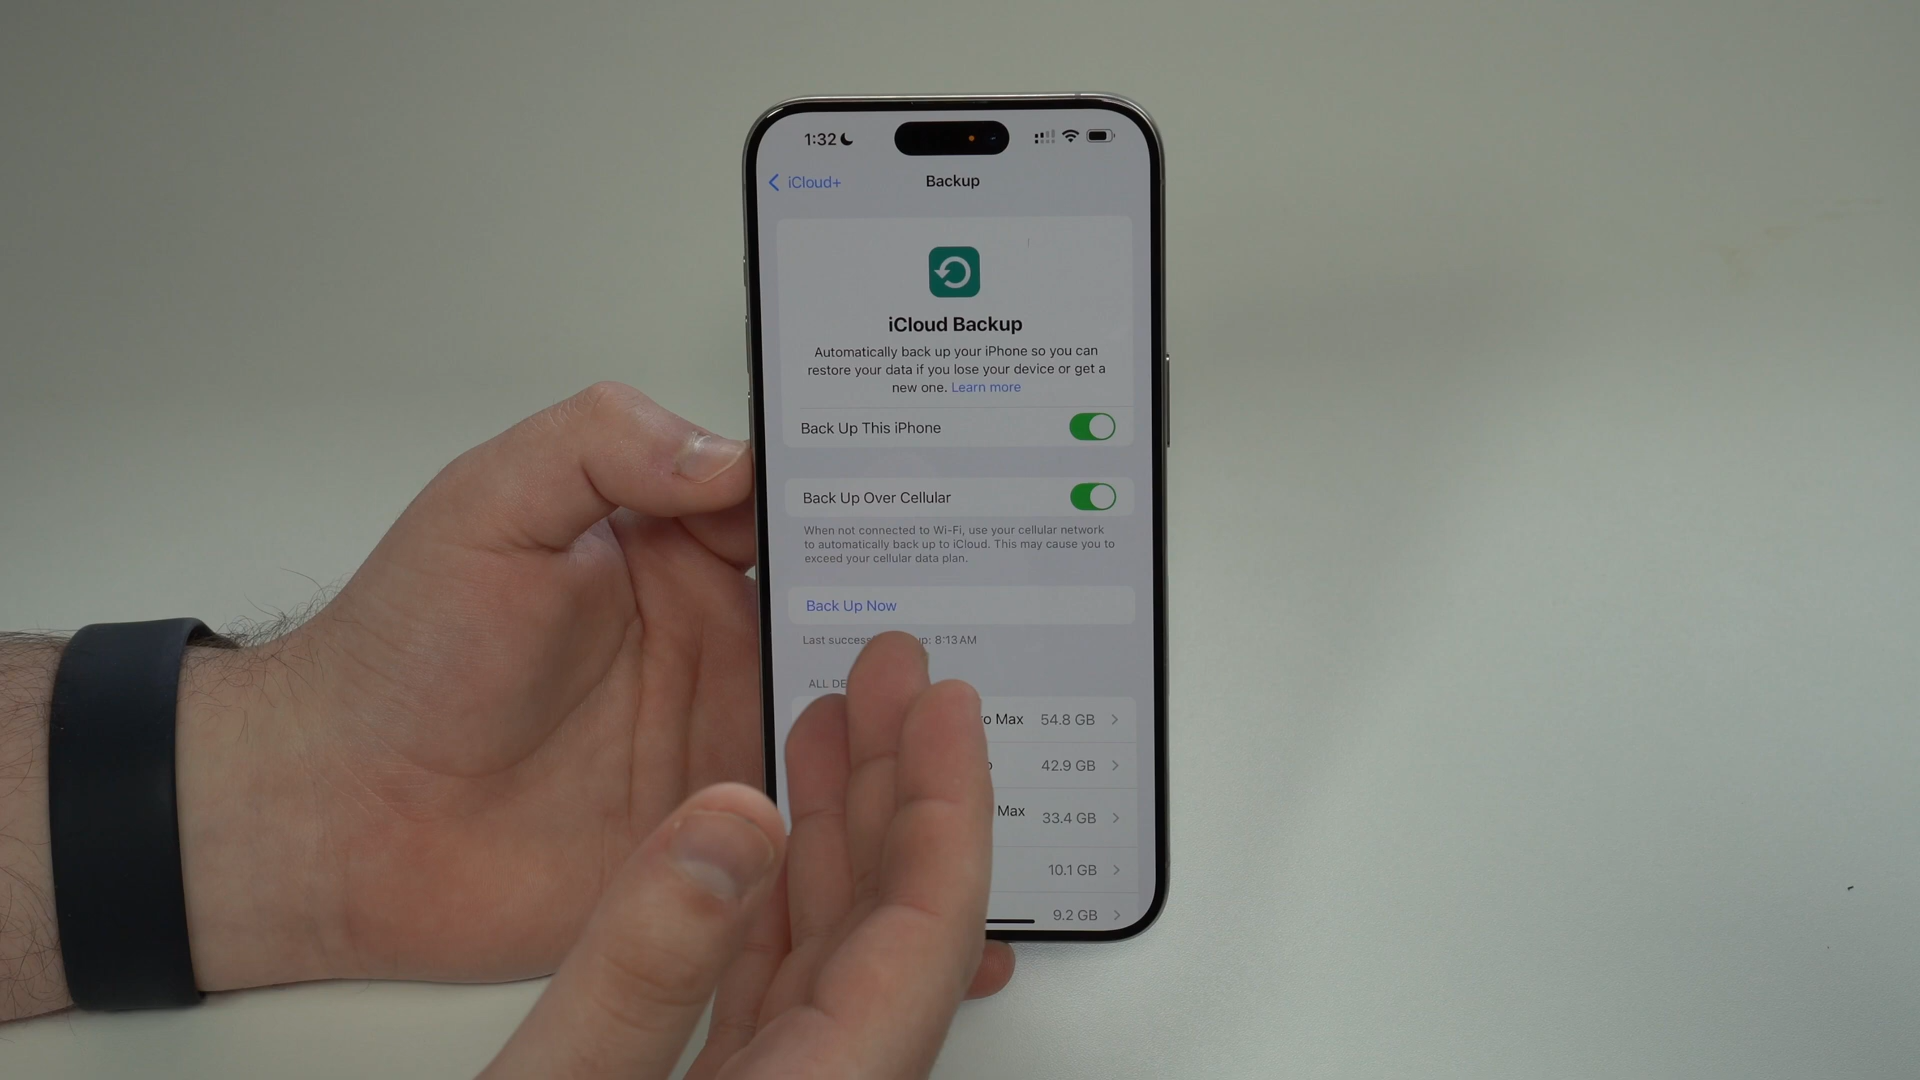 1:32
iCloud+
Backup
iCloud Backup
Automatically back up your iPhone so you can
restore your data if you lose your device or get a
new one. Learn more
Back Up This iPhone
Back Up Over Cellular
When not connected to Wi-Fi, use your cellular network
to automatically back up to iCloud. This may cause you to
exceed your cellular data plan.
Back Up Now
Last 8:13 AM
ALL
Max 54.8 GB
42.9 GB
Max 33.4 GB
10.1 GB
9.2 GB